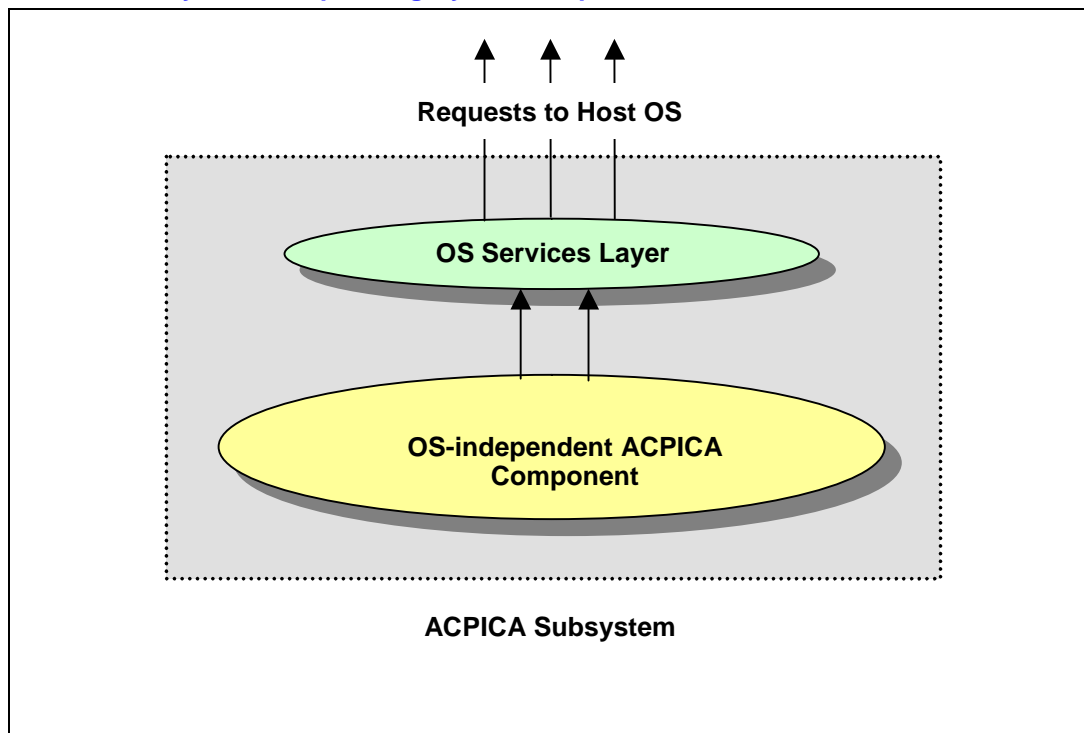 Requests to Host OS
OS Services Layer
OS-independent ACPICA
Component
ACPICA Subsystem